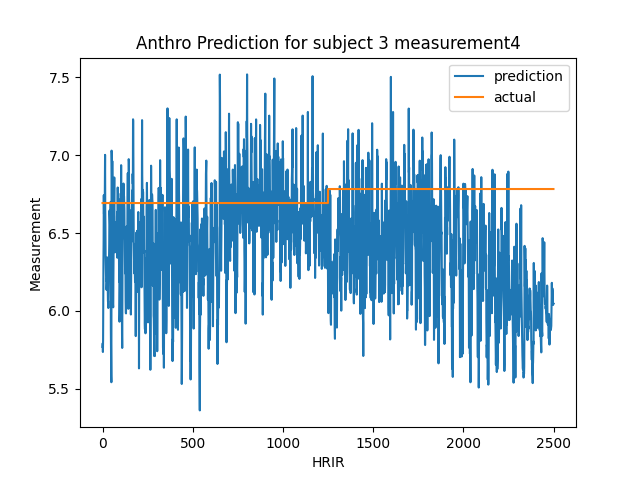 Anthro Prediction for subject 3 measurement4
prediction
actual
7.5
7.0
6.5
6.0
5.5
Measurement
0
500
1000
1500
2000
2500
HRIR